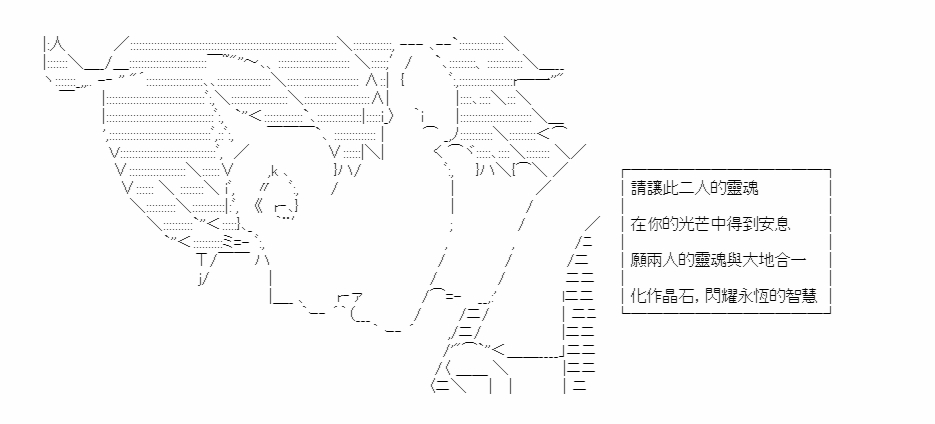 請讓此二人的靈魂
在你的光芒中得到安息
願兩人的靈魂與大地合一
化作晶石，閃耀永恆的智慧